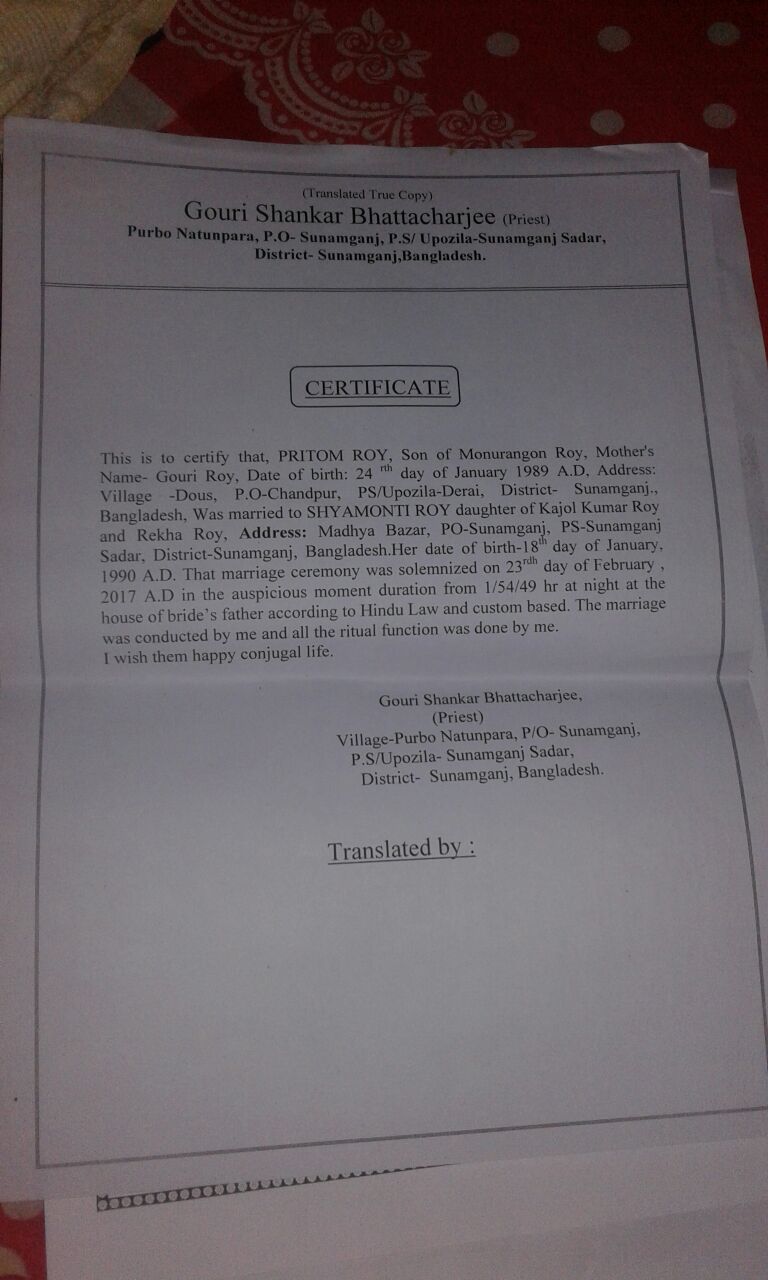 (Translated True Copy)
Gouri Shankar Bhattacharjee (Priest)
Purbo Natunpara, P.O- Sunamganj, P.S/ Upozila-Sunamganj Sadar,
District- Sunamganj,Bangladesh.
CERTIFICATE
This is to certify that, PRITOM ROY, Son of Monurangon Roy, Mother's
Name- Gouri Roy, Date of birth: 24 rth day of January 1989 A.D, Address:
Village -Dous, P.O-Chandpur, PS/Upozila-Derai, District- Sunamganj.,
Bangladesh, Was married to SHYAMONTI ROY daughter of Kajol Kumar Roy
and Rekha Roy, Address: Madhya Bazar, PO-Sunamganj, PS-Sunamganj
Sadar, District-Sunamganj, Bangladesh.Her date of birth-18th day of January,
1990 A.D. That marriage ceremony was solemnized on 23rdh day of February ,
2017 A.D in the auspicious moment duration from 1/54/49 hr at night at the
house of bride's father according to Hindu Law and custom based. The marriage
was conducted by me and all the ritual function was done by me.
I wish them happy conjugal life.
Gouri Shankar Bhattacharjee,
(Priest)
Village-Purbo Natunpara, P/O- Sunamganj,
P.S/Upozila- Sunamganj Sadar,
District- Sunamganj, Bangladesh.
Translated by :